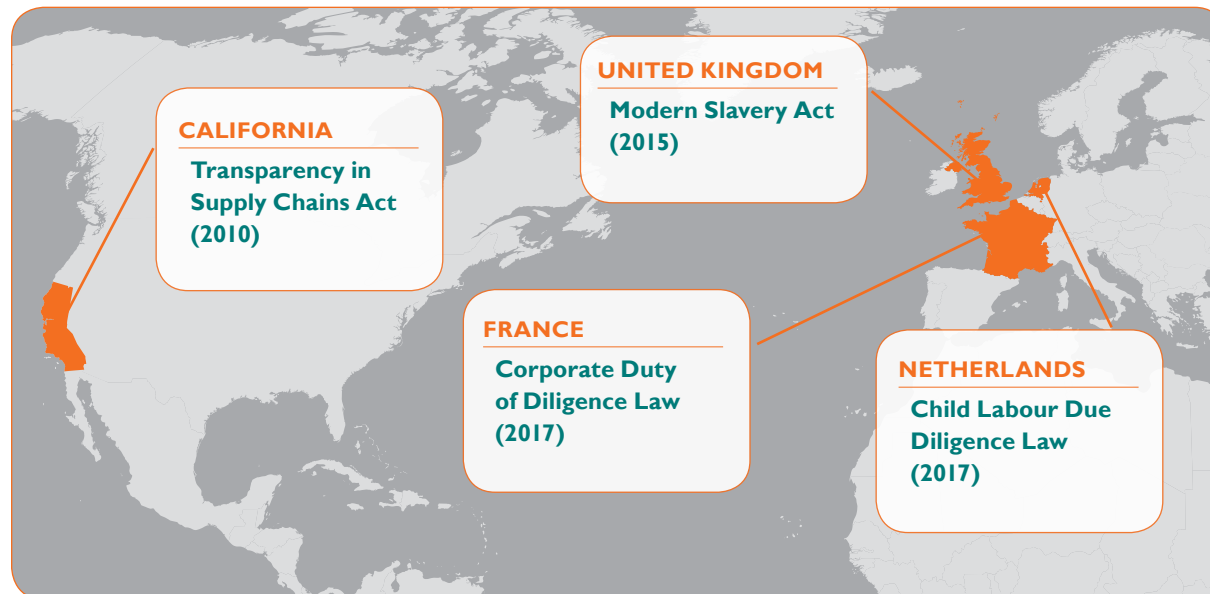 CALIFORNIA
Transparency in
Supply Chains Act
(2010)
UNITED KINGDOM
Modern Slavery Act
(2015)
FRANCE
Corporate Duty
of Diligence Law
(2017)
NETHERLANDS
Child Labour Due
Diligence Law
(2017)